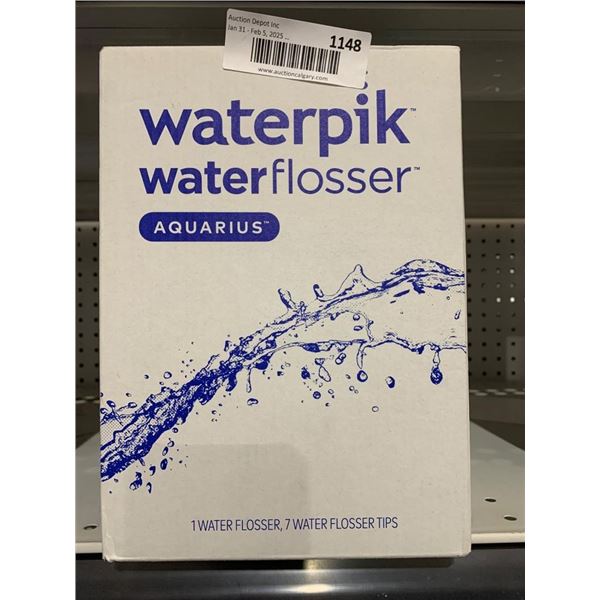 Auction Depot Inc
Jan 31 - Feb 5, 2025 ...
1148
www.auctioncalgary.com
waterpik™
waterflosser™
AQUARIUS™
1 WATER FLOSSER, 7 WATER FLOSSER TIPS